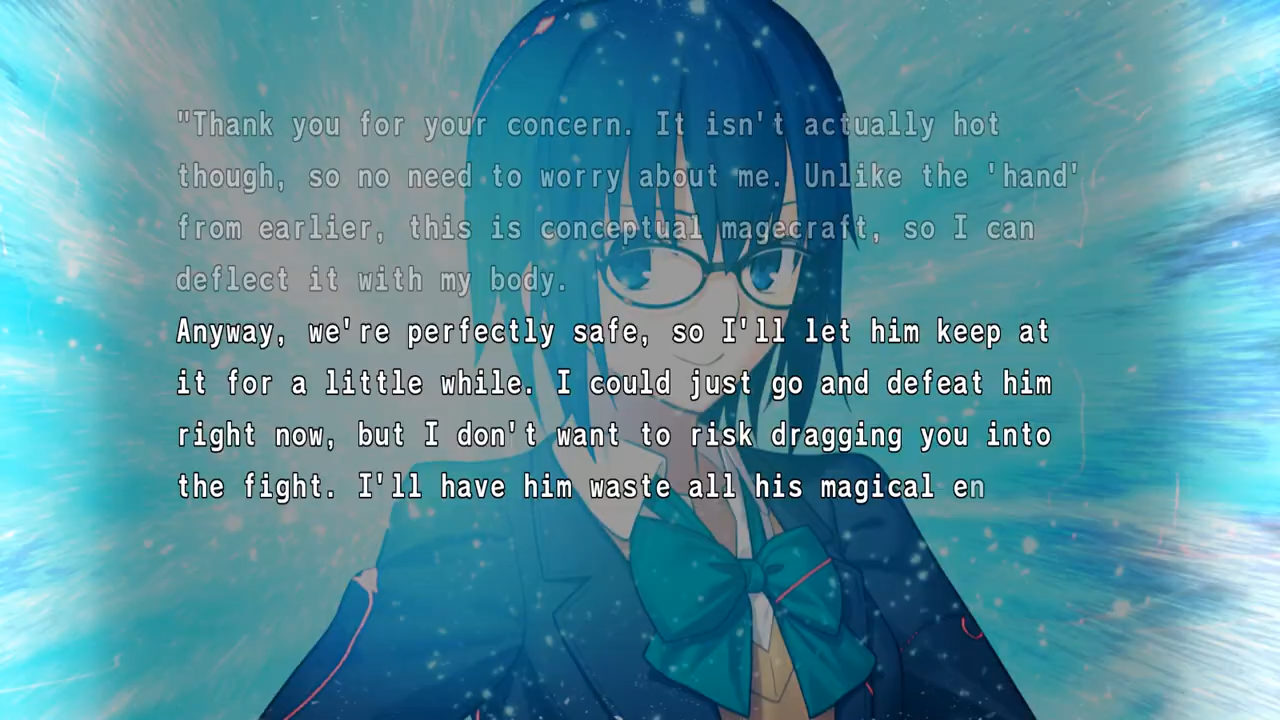 "Thank you for your concern. It isn't actually hot
though, so no need to worry about me. Unlike the 'hand'
from earlier, this is conceptual magecraft, so I can
deflect it with my body.
Anyway, we're perfectly safe, so I'll let him keep at
it for a little while. I could just go and defeat him
right now, but I don't want to risk dragging you into
the fight. I'll have him waste all his magical en